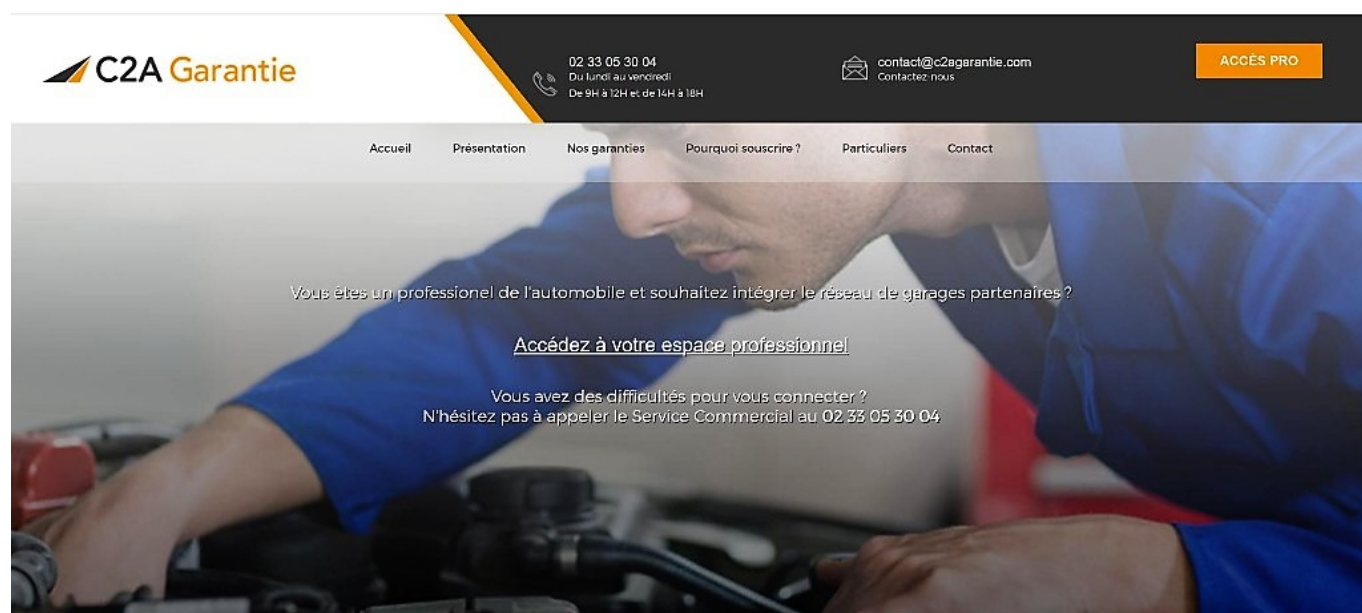 C2A Garantie
02 33 05 30 04
Du lundi au vendredi
De 9H à 12H et de 14H à 18H
contact@c2agarantie.com
Contactez-nous
ACCÈS PRO
Accueil
Présentation
Nos garanties
Pourquoi souscrire ?
Particuliers
Contact
Vous êtes un professionel de l'automobile et souhaitez intégrer le réseau de garages partenaires ?
Accédez à votre espace professionnel
Vous avez des difficultés pour vous connecter ?
N'hésitez pas à appeler le Service Commercial au 02 33 05 30 04